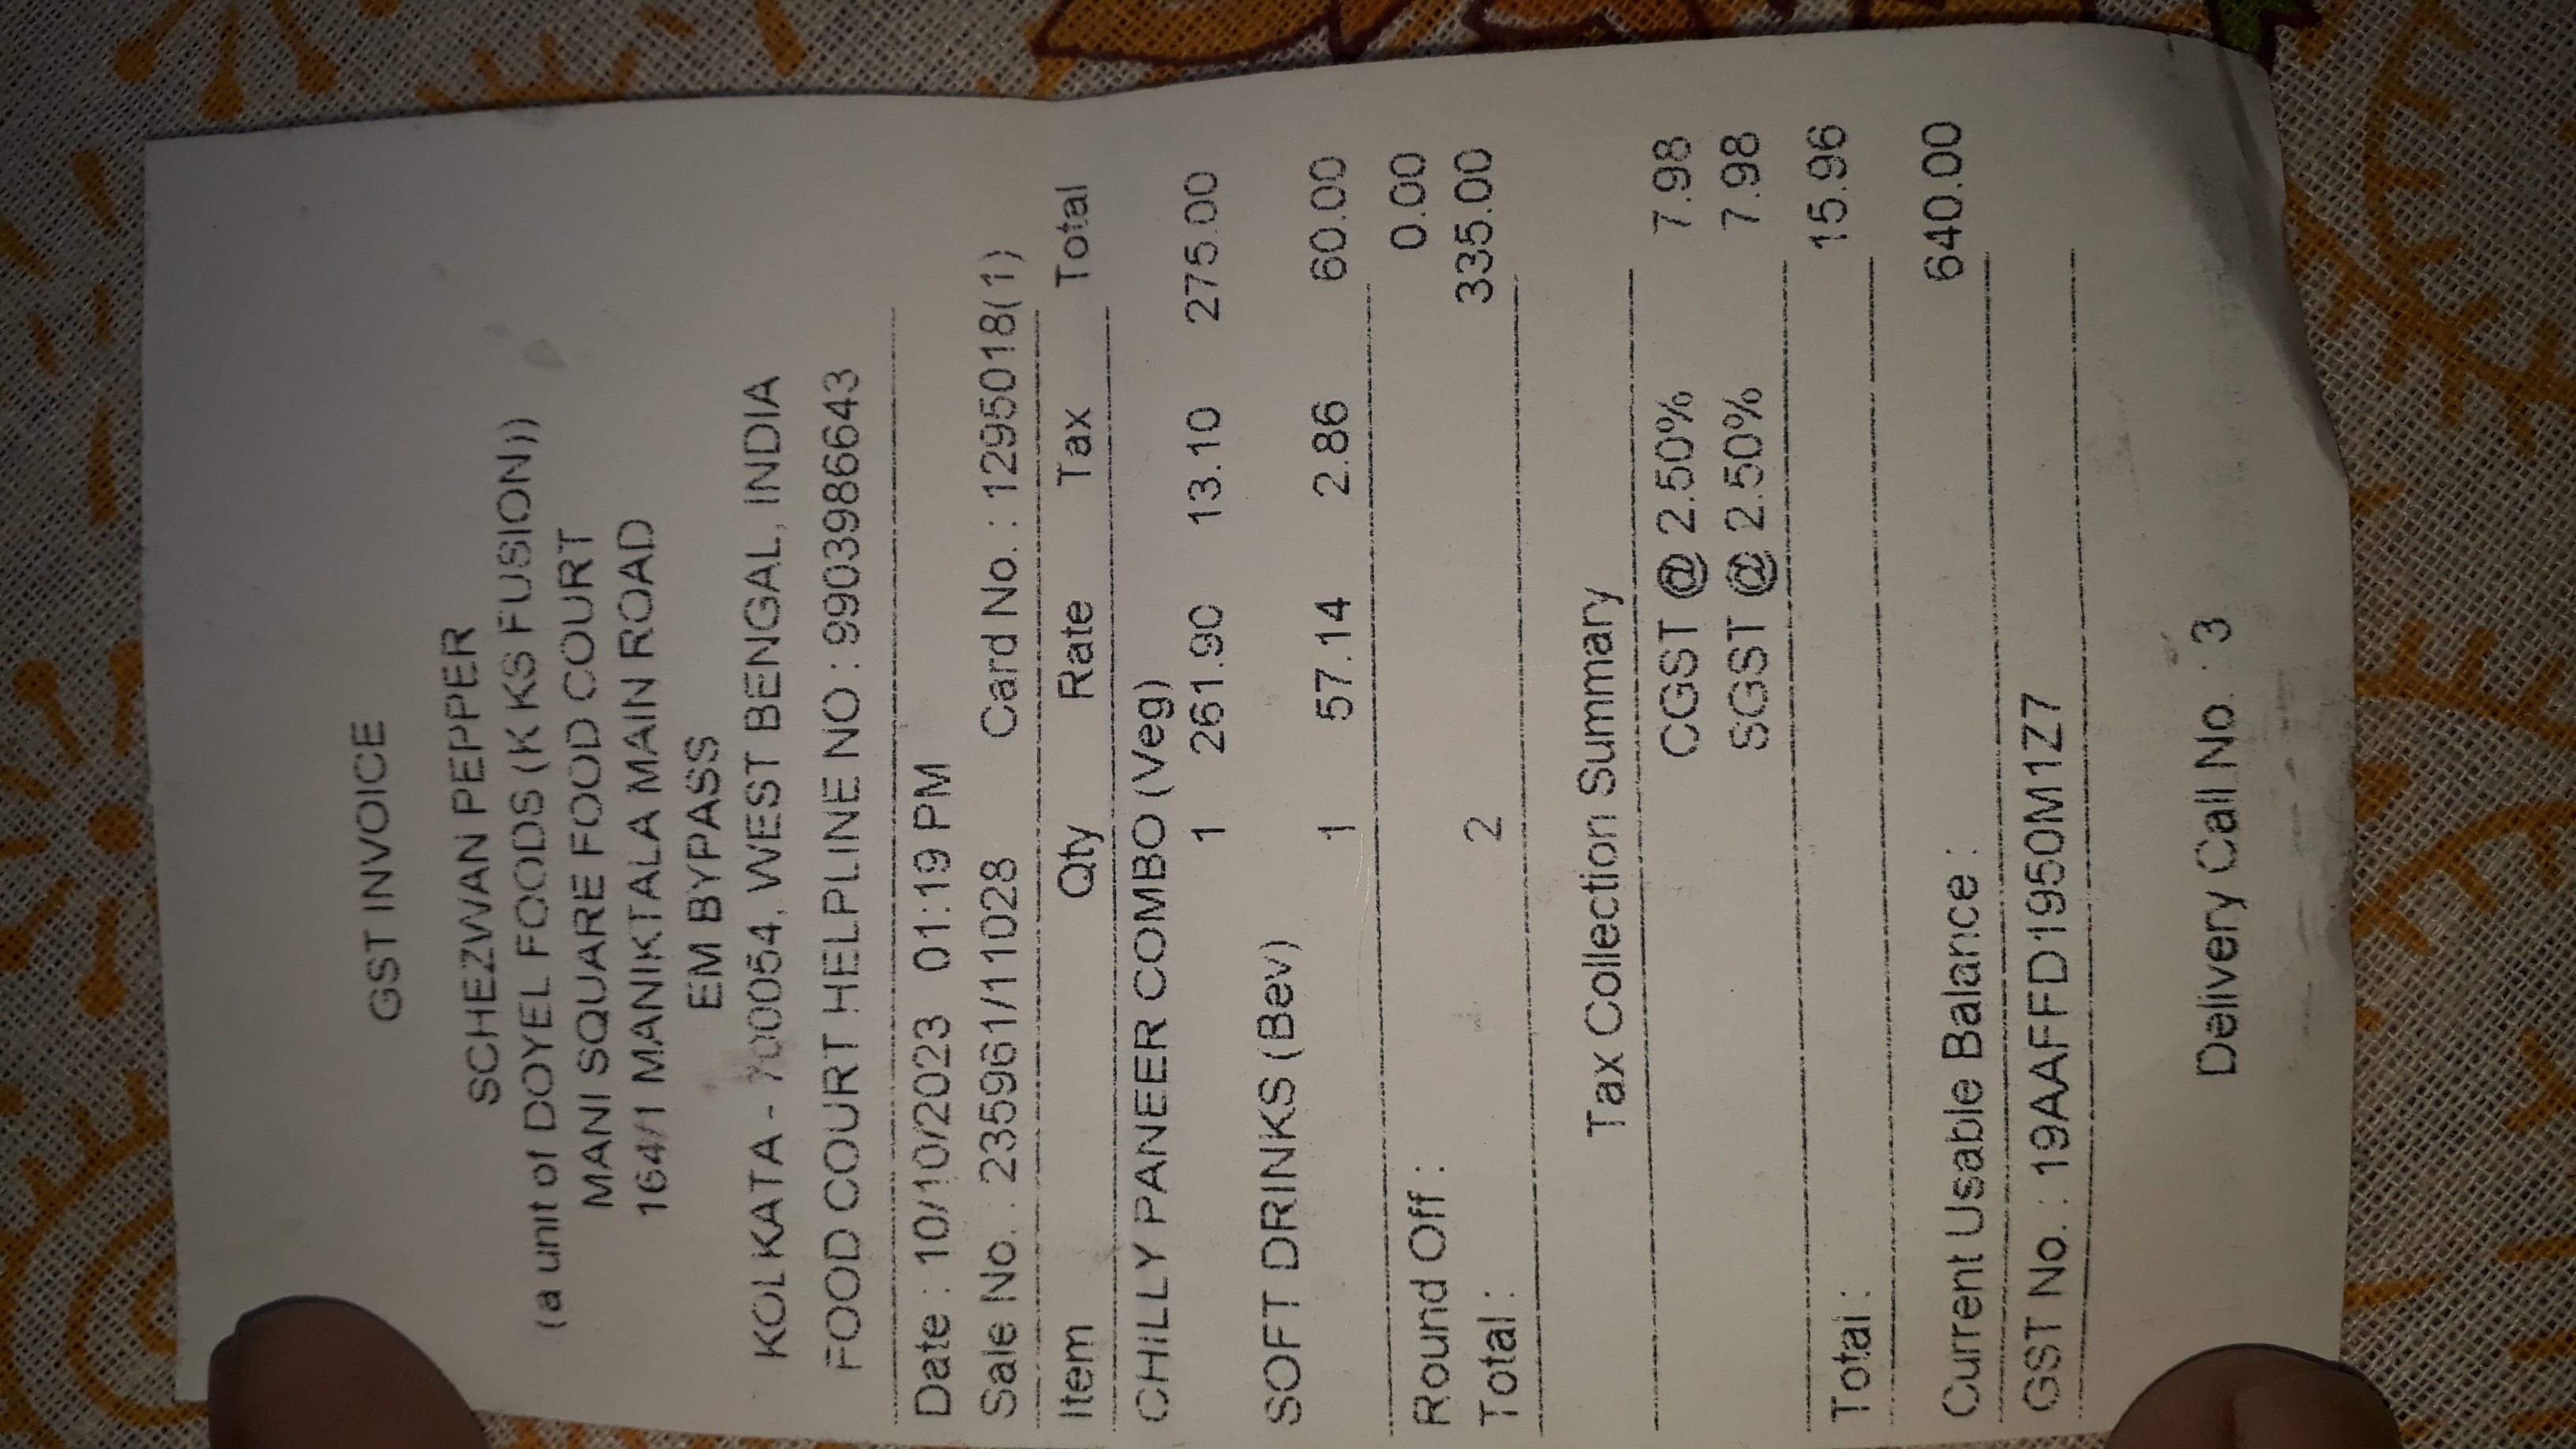 GST INVOICE
SCHEZWAN PEPPER
(a unit of DOYEL FOODS (K KS FUSION))
MANI SQUARE FOOD COURT
164/1 MANIKTALA MAIN ROAD
EM BYPASS
KOLKATA - 700054, WEST BENGAL, INDIA
FOOD COURT HELPLINE NO : 9903986643
Date : 10/10/2023 01:19 PM
Sale No. : 235961/11028 Card No. : 1295018(1)
Item Qty Rate Tax Total
CHILLY PANEER COMBO (Veg)
1 261.90 13.10 275.00
SOFT DRINKS (Bev)
1 57.14 2.86 60.00
Round Off : 0.00
Total : 2 335.00
Tax Collection Summary
CGST @ 2.50% 7.98
SGST @ 2.50% 7.98
Total : 15.96
Current Usable Balance : 640.00
GST No. : 19AAFFD1950M1Z7
Delivery Call No. : 3